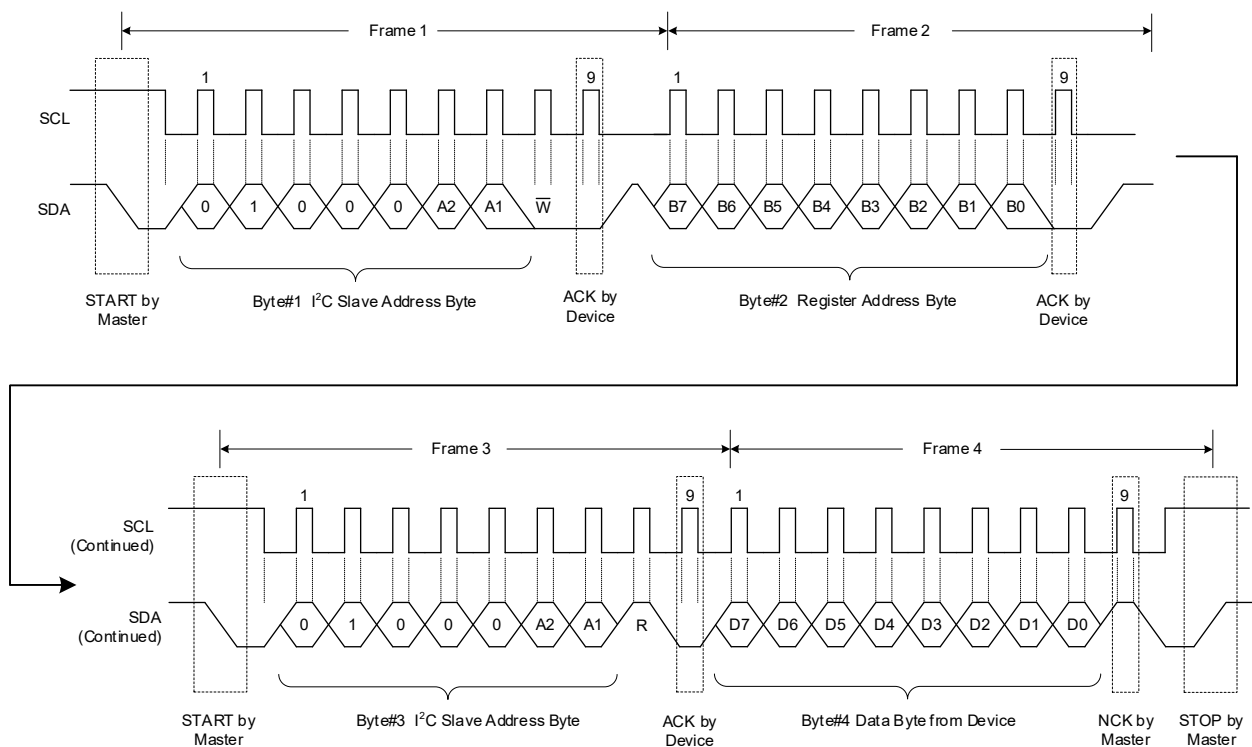 Frame 1 Frame 2
1 9 1 9
SCL
SDA 0 1 0 0 0 A2 A1 W̅ B7 B6 B5 B4 B3 B2 B1 B0
START by
Master
Byte#1 I²C Slave Address Byte
ACK by
Device
Byte#2 Register Address Byte
ACK by
Device
Frame 3 Frame 4
1 9 1 9
SCL
(Continued)
SDA
(Continued)
0 1 0 0 0 A2 A1 R D7 D6 D5 D4 D3 D2 D1 D0
START by
Master
Byte#3 I²C Slave Address Byte
ACK by
Device
Byte#4 Data Byte from Device
NCK by
Master
STOP by
Master